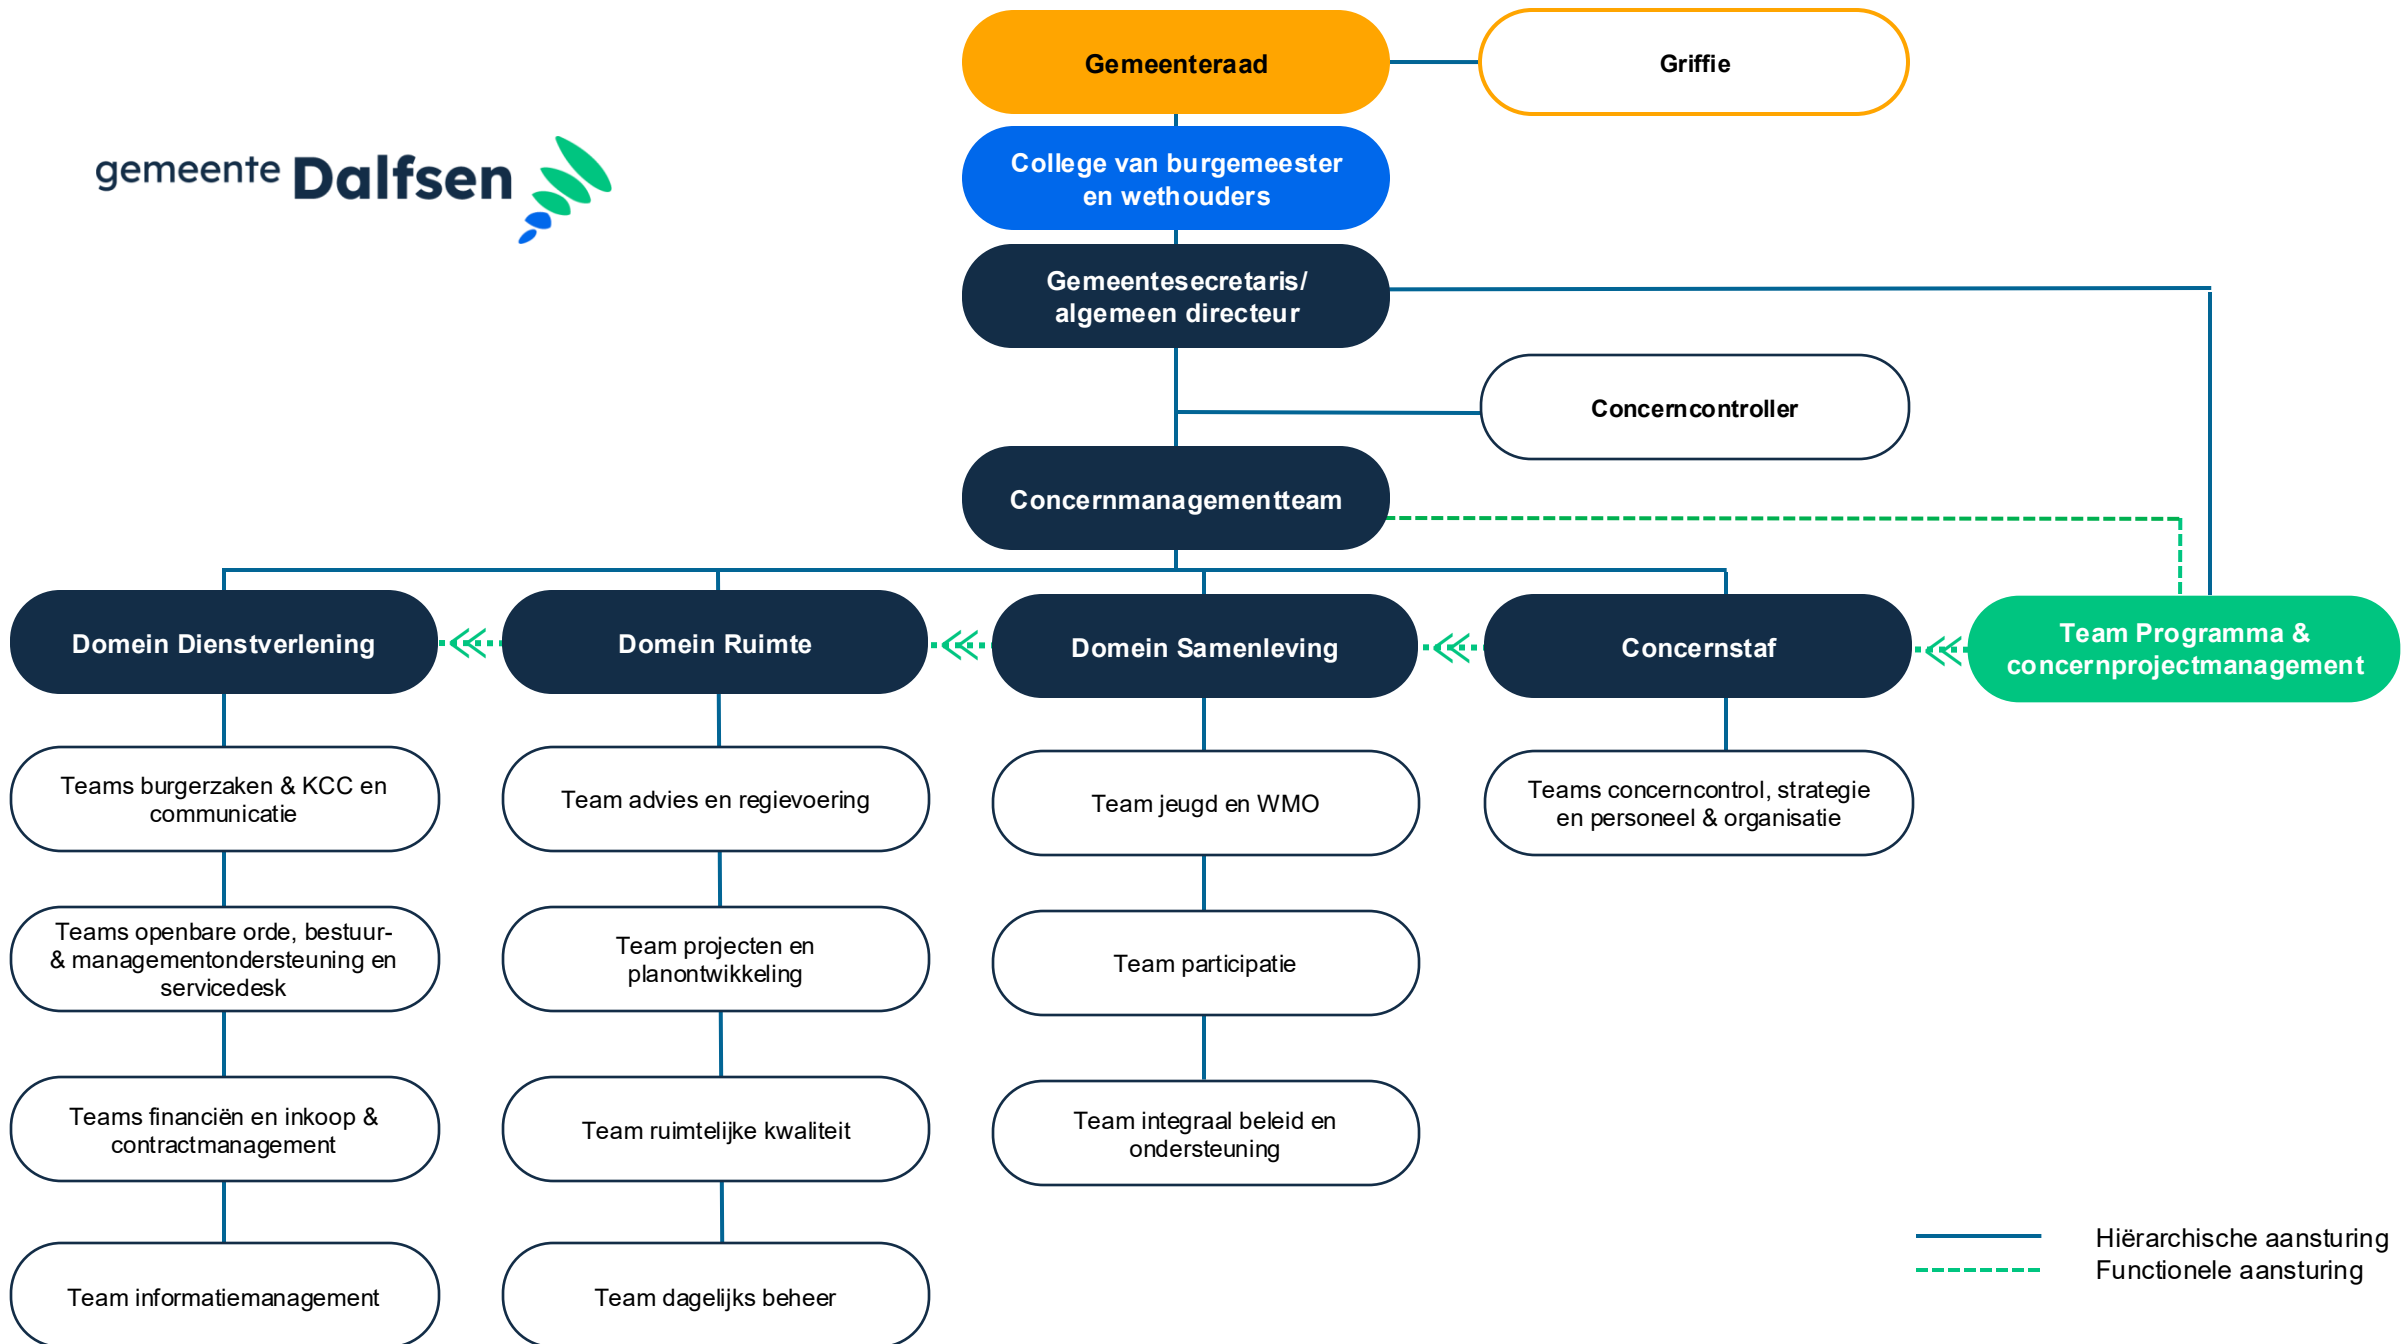 Gemeenteraad
Griffie
gemeente Dalfsen
College van burgemeester
en wethouders
Gemeentesecretaris/
algemeen directeur
Concerncontroller
Concernmanagementteam
Domein Dienstverlening
Domein Ruimte
Domein Samenleving
Concernstaf
Team Programma &
concernprojectmanagement
Teams burgerzaken & KCC en
communicatie
Team advies en regievoering
Team jeugd en WMO
Teams concerncontrol, strategie
en personeel & organisatie
Teams openbare orde, bestuur-
& managementondersteuning en
servicedesk
Team projecten en
planontwikkeling
Team participatie
Teams financiën en inkoop &
contractmanagement
Team ruimtelijke kwaliteit
Team integraal beleid en
ondersteuning
Team informatiemanagement
Team dagelijks beheer
Hiërarchische aansturing
Functionele aansturing